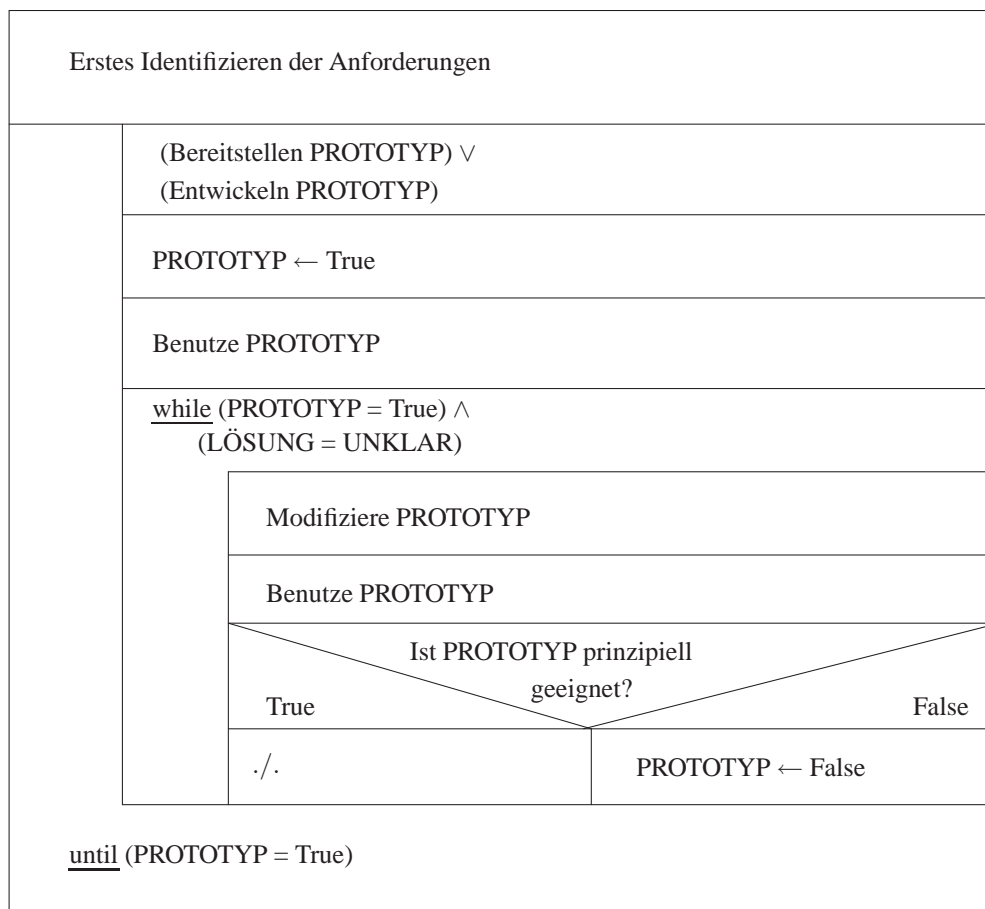 Erstes Identifizieren der Anforderungen
(Bereitstellen PROTOTYP) ∨
(Entwickeln PROTOTYP)
PROTOTYP ← True
Benutze PROTOTYP
while (PROTOTYP = True) ∧
(LÖSUNG = UNKLAR)
Modifiziere PROTOTYP
Benutze PROTOTYP
Ist PROTOTYP prinzipiell
geeignet?
True
False
./.
PROTOTYP ← False
until (PROTOTYP = True)